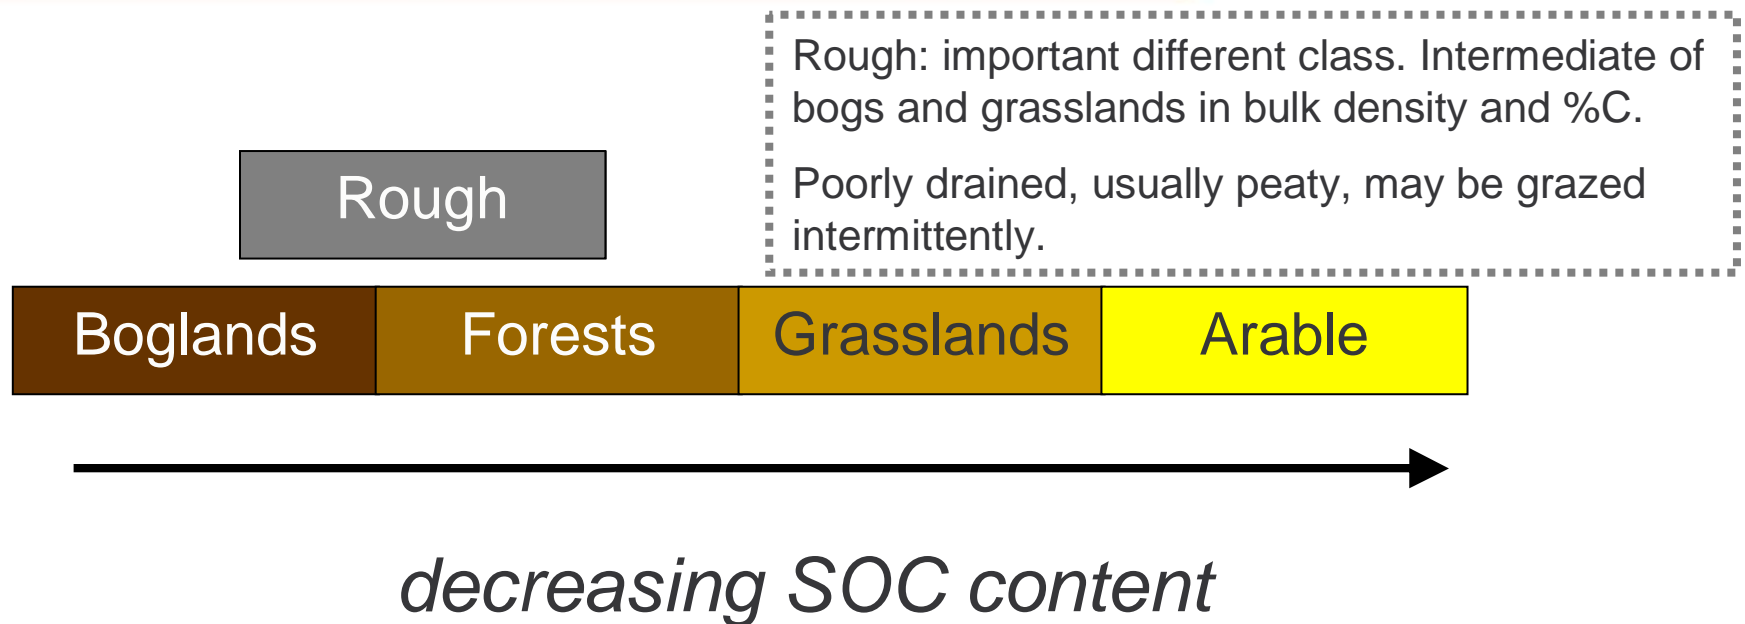 Rough: important different class. Intermediate of
bogs and grasslands in bulk density and %C.
Poorly drained, usually peaty, may be grazed
intermittently.
Rough
Boglands Forests Grasslands Arable
decreasing SOC content